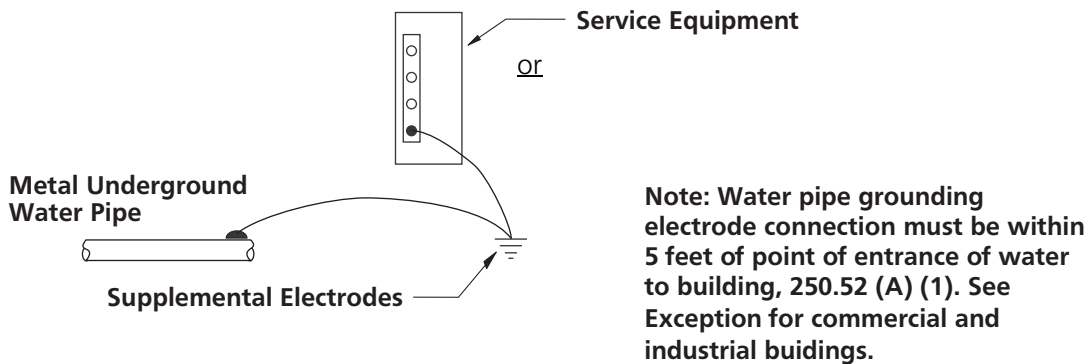 Service Equipment
or
Metal Underground
Water Pipe
Supplemental Electrodes
Note: Water pipe grounding
electrode connection must be within
5 feet of point of entrance of water
to building, 250.52 (A) (1). See
Exception for commercial and
industrial buidings.